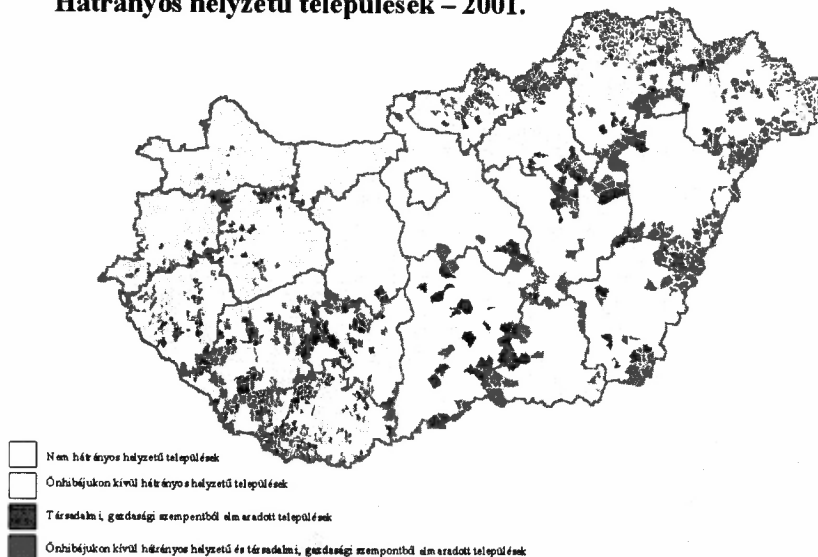 Hátrányos helyzetű települések – 2001.
Nem hátrányos helyzetű települések
Önhibájukon kívül hátrányos helyzetű települések
Társadalmi, gazdasági szempentből elmaradott települések
Önhibájukon kívül hátrányos helyzetű és társadalmi, gazdasági szempontból elmaradott települések